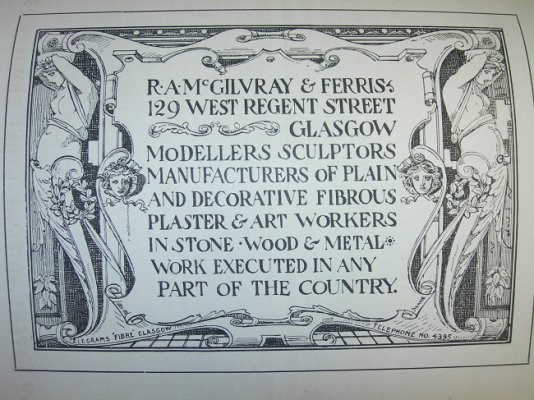 R·A·McGILVRAY & FERRIS
129 WEST REGENT STREET
GLASGOW
MODELLERS SCULPTORS
MANUFACTURERS OF PLAIN
AND DECORATIVE FIBROUS
PLASTER & ART WORKERS
IN STONE·WOOD & METAL
WORK EXECUTED IN ANY
PART OF THE COUNTRY.
TELEGRAMS "FIBRE" GLASGOW
TELEPHONE NO. 4395